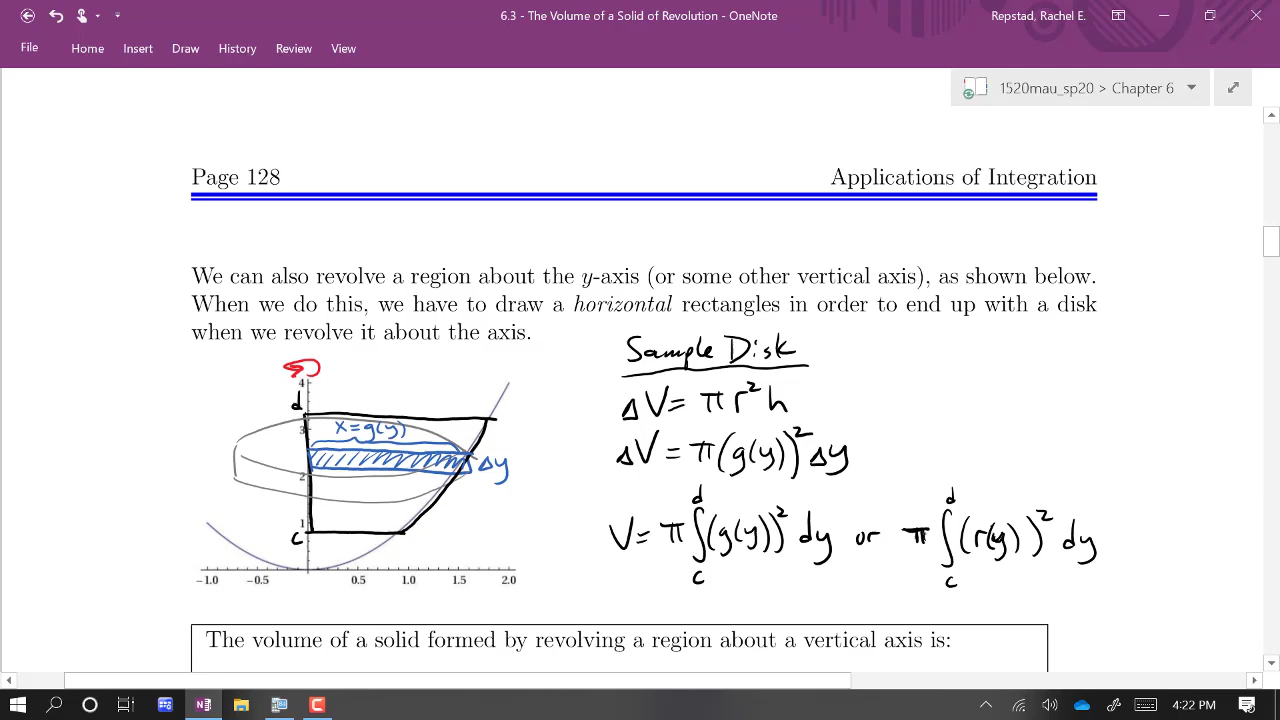 6.3 - The Volume of a Solid of Revolution - OneNote
Repstad, Rachel E.
File Home Insert Draw History Review View
1520mau_sp20 > Chapter 6
Page 128 Applications of Integration
We can also revolve a region about the y-axis (or some other vertical axis), as shown below.
When we do this, we have to draw a horizontal rectangles in order to end up with a disk
when we revolve it about the axis.
Sample Disk
ΔV = πr²h
ΔV = π(g(y))²Δy
V = π∫_c^d (g(y))² dy or π∫_c^d (r(y))² dy
4
d
3
x=g(y)
Δy
2
1
c
-1.0 -0.5 0.5 1.0 1.5 2.0
The volume of a solid formed by revolving a region about a vertical axis is:
4:22 PM